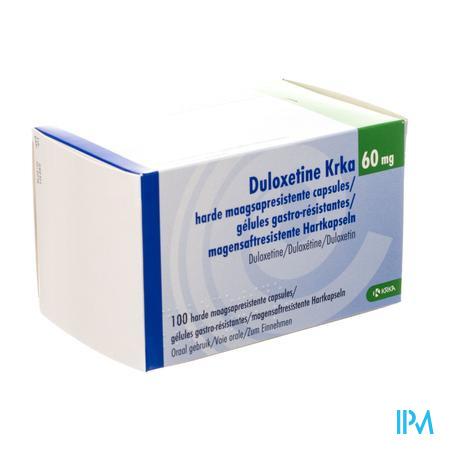 Duloxetine Krka 60 mg
harde maagsapresistente capsules/
gélules gastro-résistantes/
magensaftresistente Hartkapseln
Duloxetine/Duloxétine/Duloxetin
KRKA
100 harde maagsapresistente capsules/
gélules gastro-résistantes/magensaftresistente Hartkapseln
Oraal gebruik/Voie orale/Zum Einnehmen
IPM